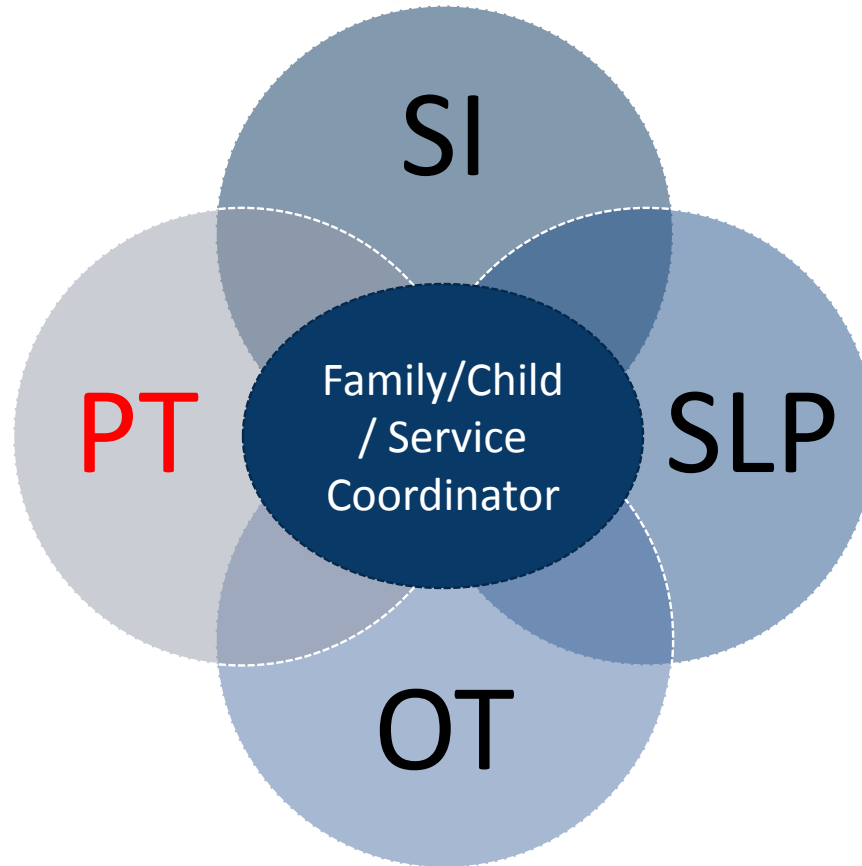 SI
PT
Family/Child
/ Service
Coordinator
SLP
OT